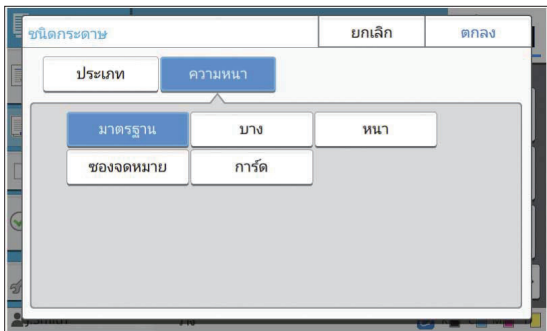 ชนิดกระดาษ ยกเลิก ตกลง
ประเภท ความหนา
มาตรฐาน บาง หนา
ซองจดหมาย การ์ด